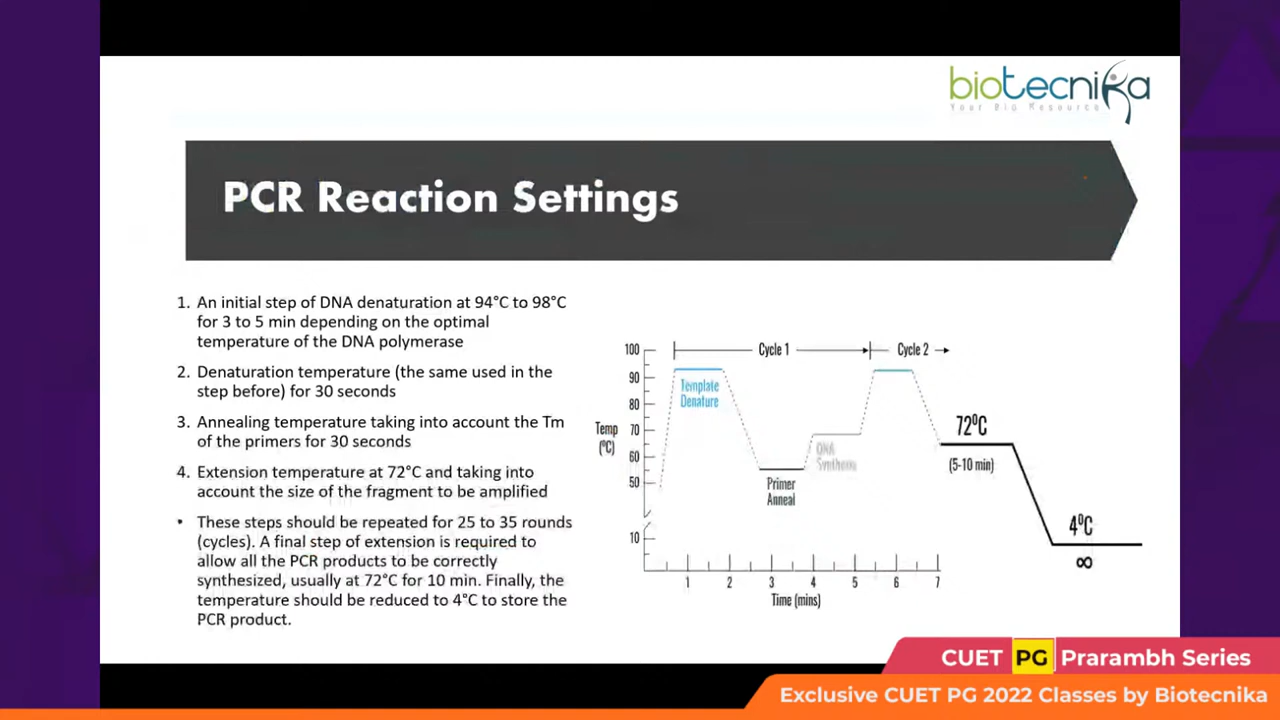 biotecnika
Your Bio Resource
PCR Reaction Settings
1. An initial step of DNA denaturation at 94°C to 98°C
for 3 to 5 min depending on the optimal
temperature of the DNA polymerase
2. Denaturation temperature (the same used in the
step before) for 30 seconds
3. Annealing temperature taking into account the Tm
of the primers for 30 seconds
4. Extension temperature at 72°C and taking into
account the size of the fragment to be amplified
• These steps should be repeated for 25 to 35 rounds
(cycles). A final step of extension is required to
allow all the PCR products to be correctly
synthesized, usually at 72°C for 10 min. Finally, the
temperature should be reduced to 4°C to store the
PCR product.
Cycle 1
Cycle 2
100
90
80
70
60
50
10
Temp
(°C)
Template
Denature
Primer
Anneal
DNA
Synthesis
72°C
(5-10 min)
4°C
∞
1 2 3 4 5 6 7
Time (mins)
CUET PG Prarambh Series
Exclusive CUET PG 2022 Classes by Biotecnika